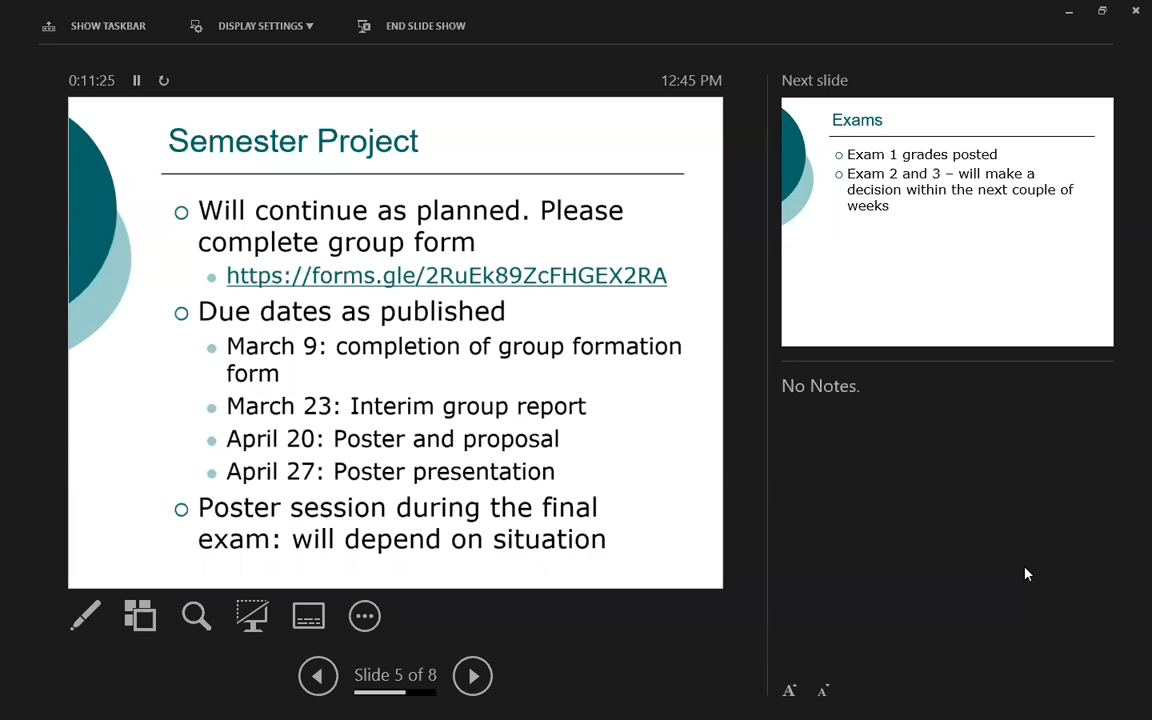 SHOW TASKBAR
DISPLAY SETTINGS ▼
END SLIDE SHOW
0:11:25
12:45 PM
Semester Project
Will continue as planned. Please
complete group form
https://forms.gle/2RuEk89ZcFHGEX2RA
Due dates as published
March 9: completion of group formation
form
March 23: Interim group report
April 20: Poster and proposal
April 27: Poster presentation
Poster session during the final
exam: will depend on situation
Slide 5 of 8
Next slide
Exams
Exam 1 grades posted
Exam 2 and 3 – will make a
decision within the next couple of
weeks
No Notes.
A A